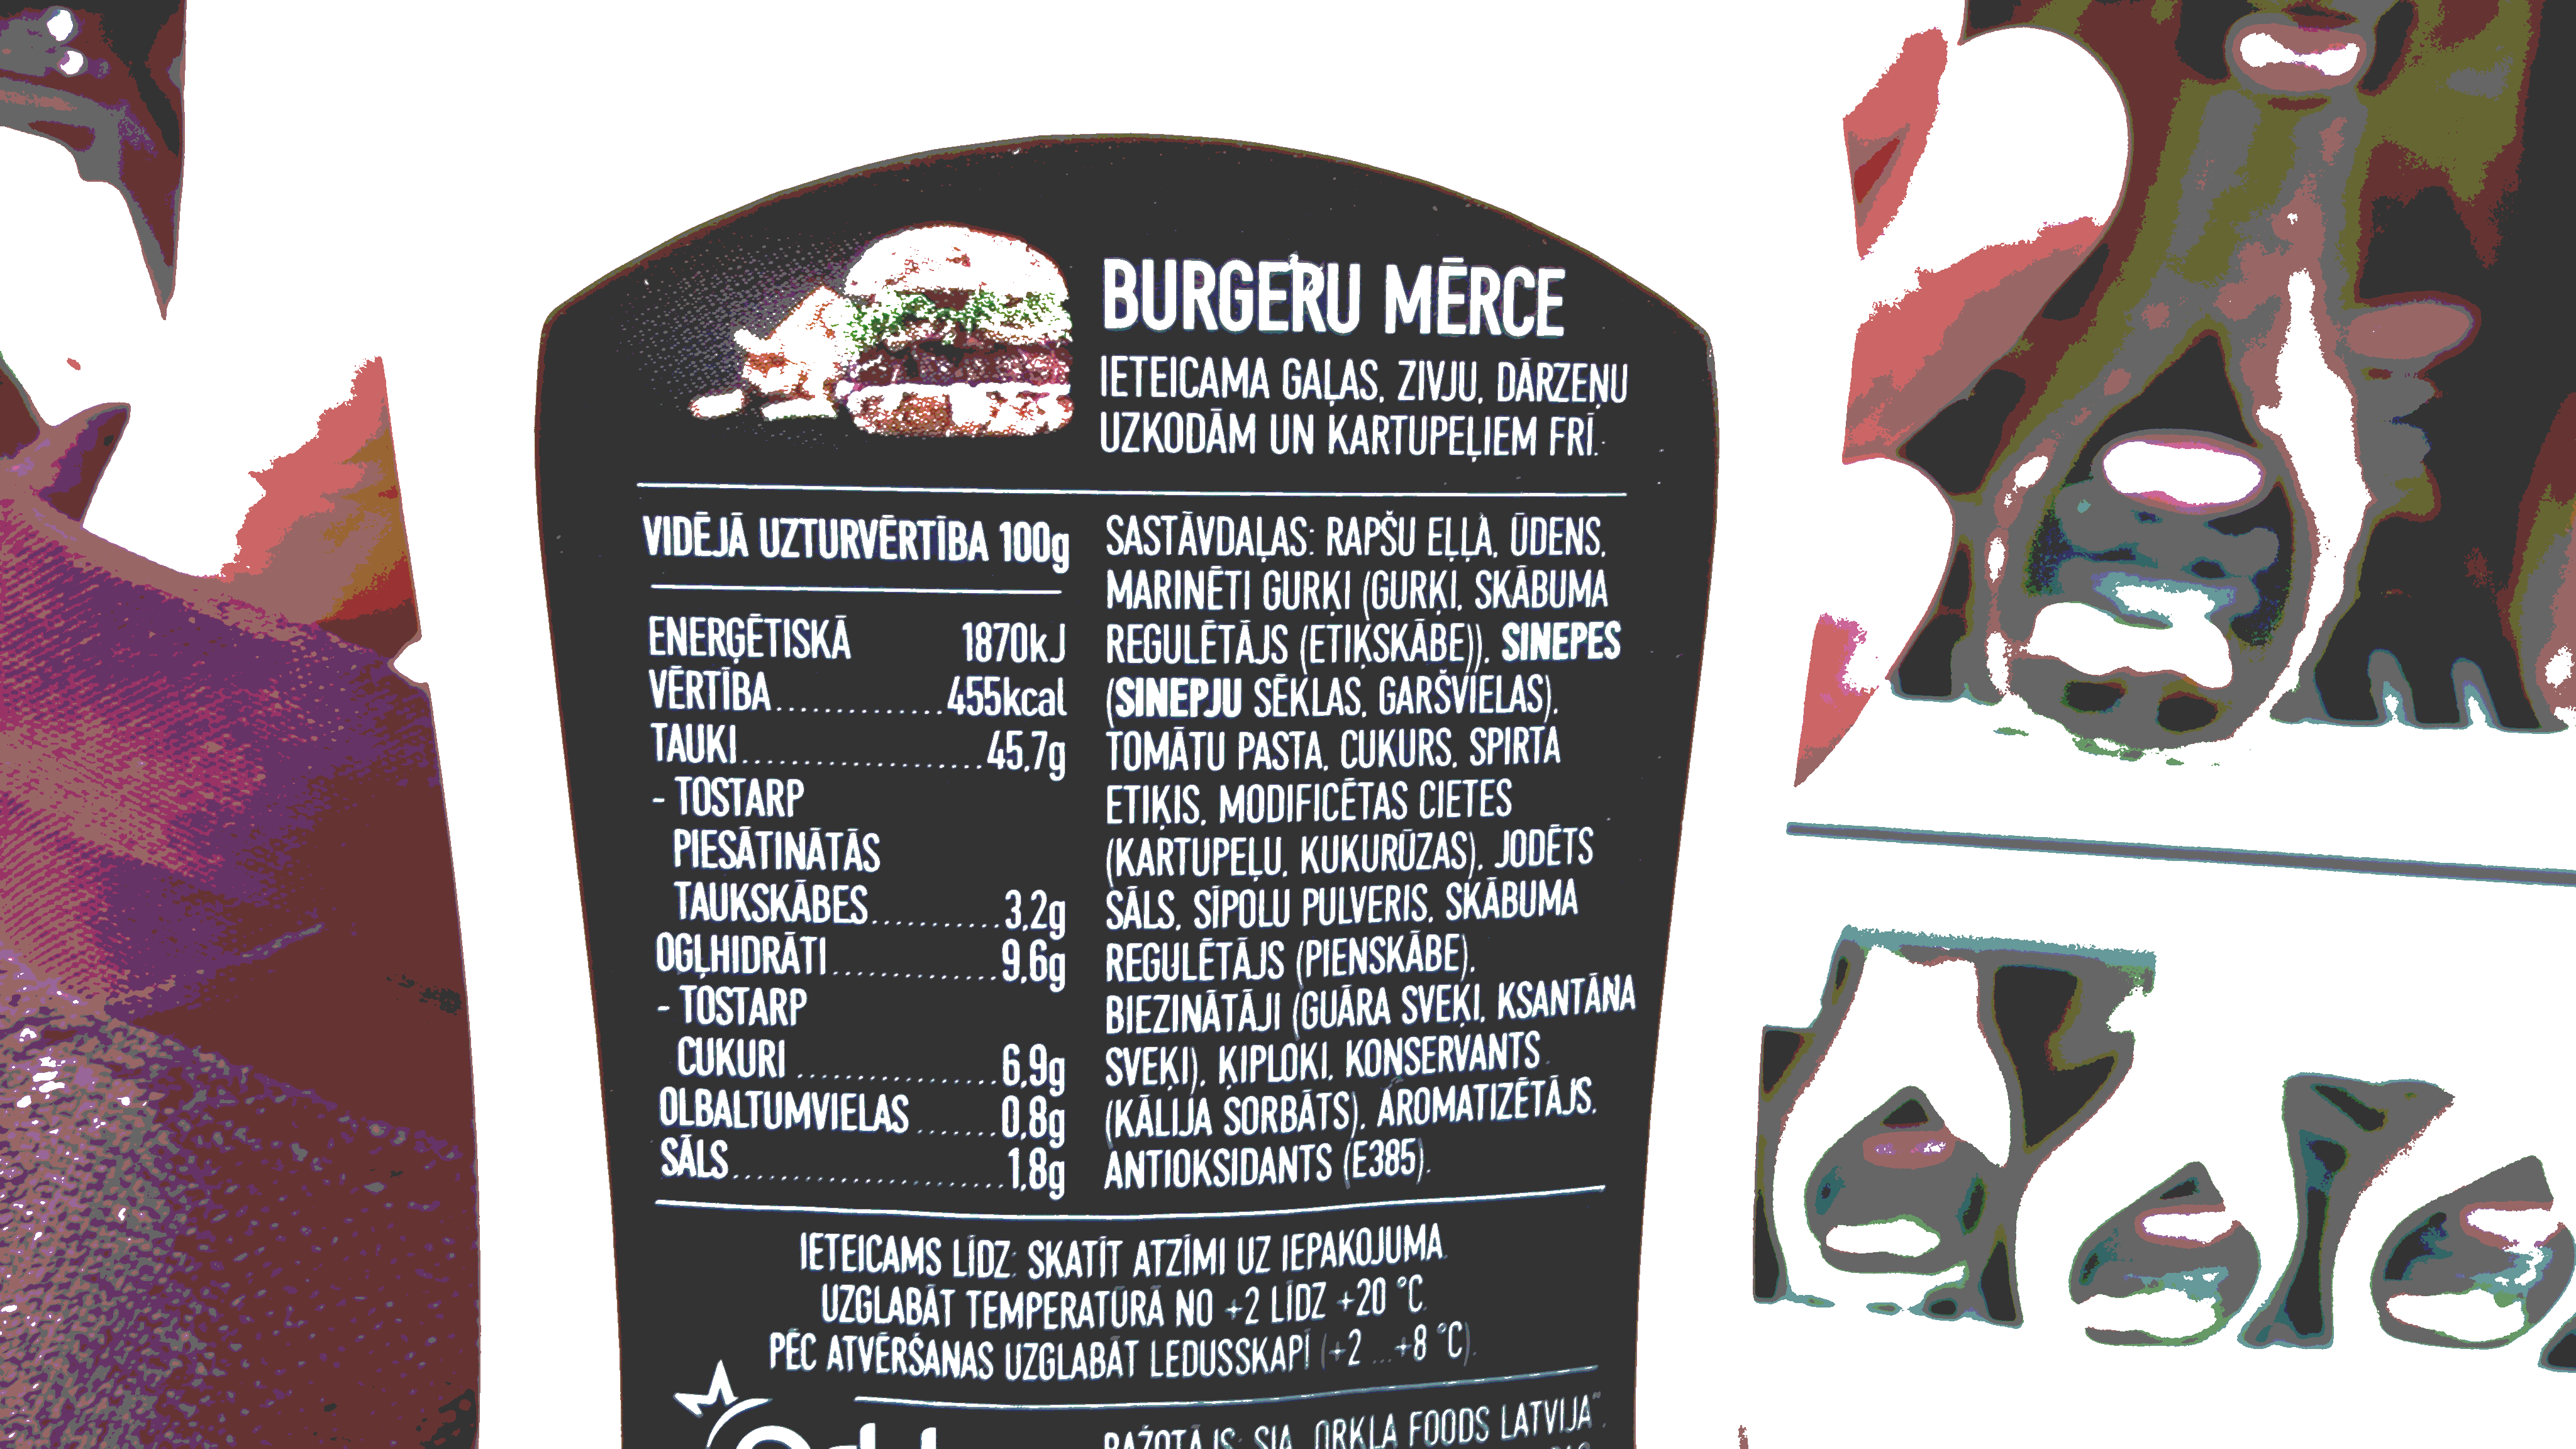 BURGERU MĒRCE
IETEICAMA GAĻAS, ZIVJU, DĀRZEŅU
UZKODĀM UN KARTUPEĻIEM FRĪ.
VIDĒJĀ UZTURVĒRTĪBA 100g
ENERĢĒTISKĀ 1870kJ
VĒRTĪBA.............455kcal
TAUKI...................45,7g
- TOSTARP
PIESĀTINĀTĀS
TAUKSKĀBES..........3,2g
OGĻHIDRĀTI.............9,6g
- TOSTARP
CUKURI................6,9g
OLBALTUMVIELAS.......0,8g
SĀLS.....................1,8g
SASTĀVDAĻAS: RAPŠU EĻĻA, ŪDENS,
MARINĒTI GURĶI (GURĶI, SKĀBUMA
REGULĒTĀJS (ETIĶSKĀBE)), SINEPES
(SINEPJU SĒKLAS, GARŠVIELAS),
TOMĀTU PASTA, CUKURS, SPIRTA
ETIĶIS, MODIFICĒTAS CIETES
(KARTUPEĻU, KUKURŪZAS), JODĒTS
SĀLS, SĪPOLU PULVERIS, SKĀBUMA
REGULĒTĀJS (PIENSKĀBE),
BIEZINĀTĀJI (GUĀRA SVEĶI, KSANTĀNA
SVEĶI), ĶIPLOKI, KONSERVANTS
(KĀLIJA SORBĀTS), AROMATIZĒTĀJS,
ANTIOKSIDANTS (E385).
IETEICAMS LĪDZ: SKATĪT ATZĪMI UZ IEPAKOJUMA.
UZGLABĀT TEMPERATŪRĀ NO +2 LĪDZ +20 °C.
PĒC ATVĒRŠANAS UZGLABĀT LEDUSSKAPĪ (+2 ...+8 °C).
RAŽOTĀJS: SIA „ORKLA FOODS LATVIJA",